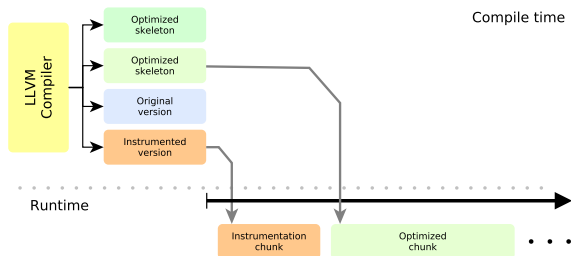 Compile time
LLVM
Compiler
Optimized
skeleton
Optimized
skeleton
Original
version
Instrumented
version
Runtime
Instrumentation
chunk
Optimized
chunk